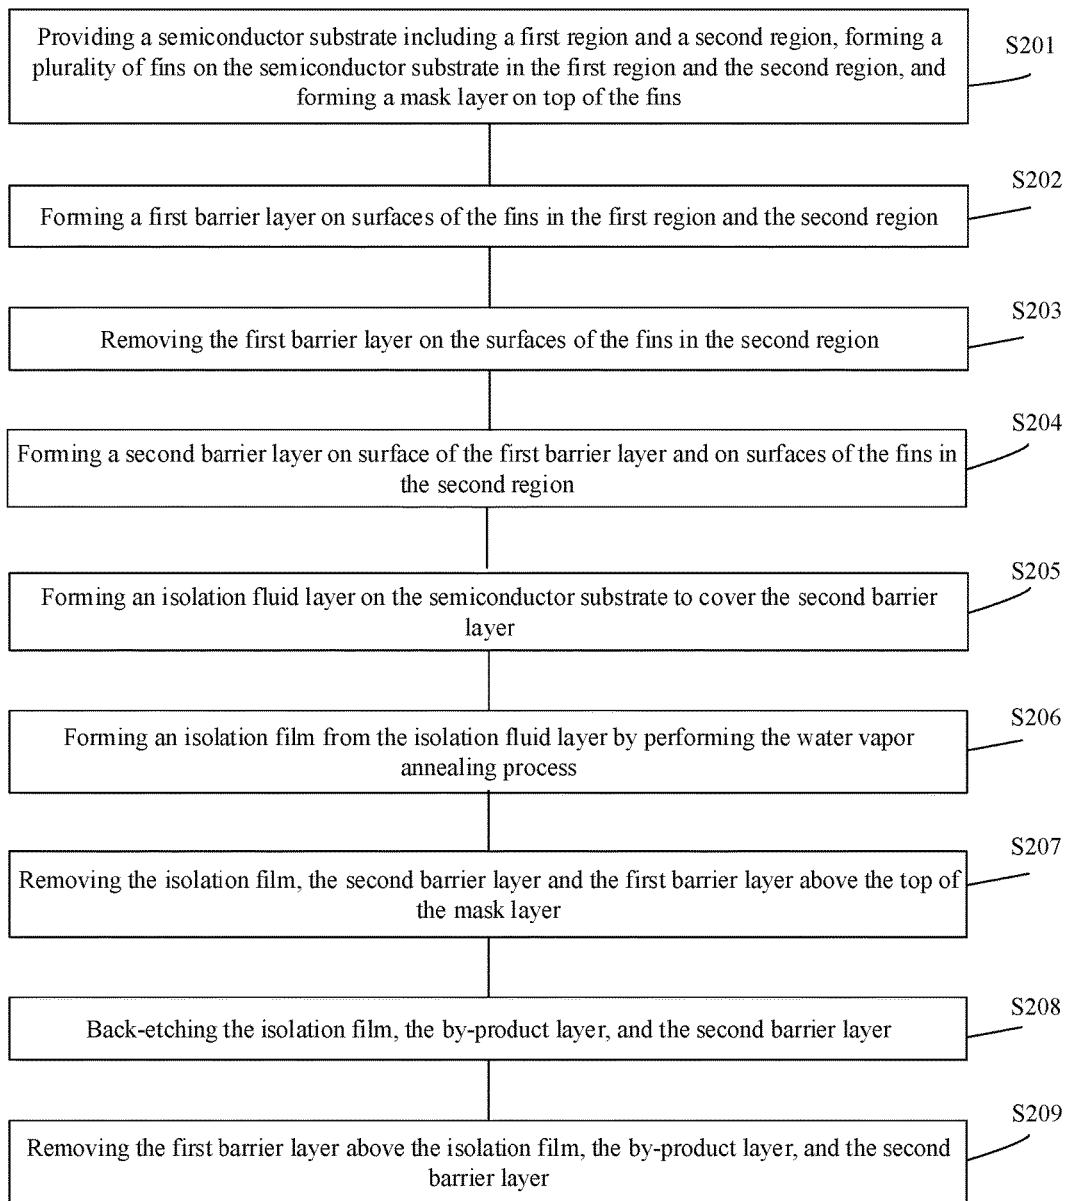 Providing a semiconductor substrate including a first region and a second region, forming a
plurality of fins on the semiconductor substrate in the first region and the second region, and
forming a mask layer on top of the fins
S201
Forming a first barrier layer on surfaces of the fins in the first region and the second region
S202
Removing the first barrier layer on the surfaces of the fins in the second region
S203
Forming a second barrier layer on surface of the first barrier layer and on surfaces of the fins in
the second region
S204
Forming an isolation fluid layer on the semiconductor substrate to cover the second barrier
layer
S205
Forming an isolation film from the isolation fluid layer by performing the water vapor
annealing process
S206
Removing the isolation film, the second barrier layer and the first barrier layer above the top of
the mask layer
S207
Back-etching the isolation film, the by-product layer, and the second barrier layer
S208
Removing the first barrier layer above the isolation film, the by-product layer, and the second
barrier layer
S209